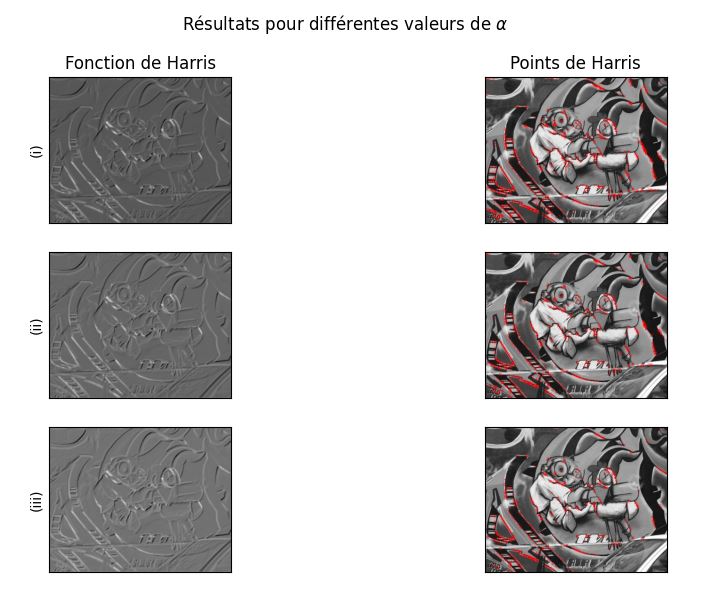 Résultats pour différentes valeurs de α
Fonction de Harris
Points de Harris
(i)
(ii)
(iii)